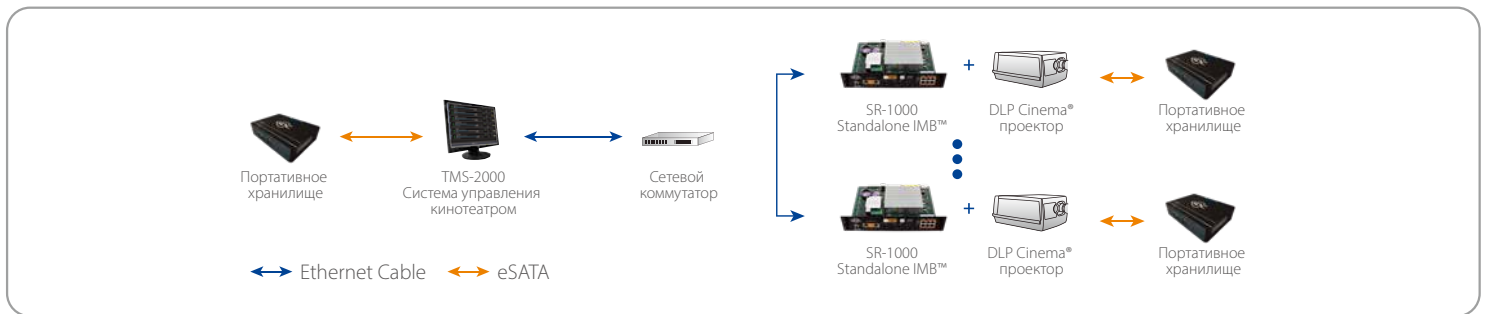 SR-1000
Standalone IMB™
DLP Cinema®
проектор
Портативное
хранилище
Портативное
хранилище
TMS-2000
Система управления
кинотеатром
Сетевой
коммутатор
SR-1000
Standalone IMB™
DLP Cinema®
проектор
Портативное
хранилище
Ethernet Cable
eSATA